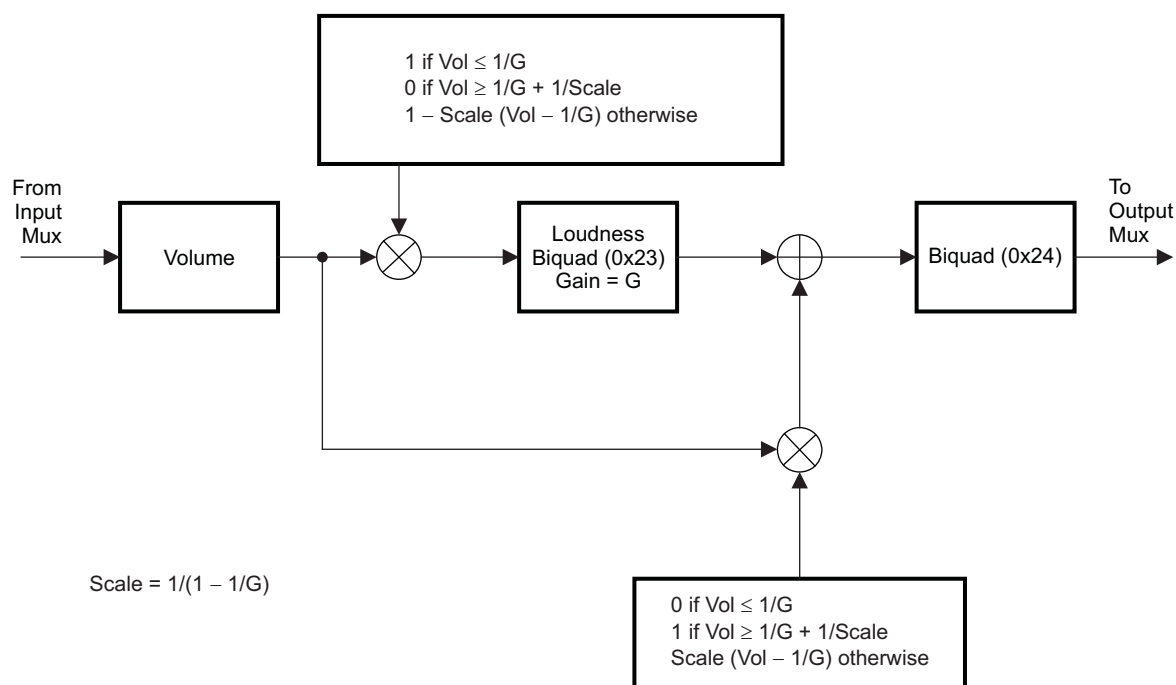 1 if Vol ≤ 1/G
0 if Vol ≥ 1/G + 1/Scale
1 – Scale (Vol – 1/G) otherwise
From
Input
Mux
Volume
Loudness
Biquad (0x23)
Gain = G
Biquad (0x24)
To
Output
Mux
Scale = 1/(1 – 1/G)
0 if Vol ≤ 1/G
1 if Vol ≥ 1/G + 1/Scale
Scale (Vol – 1/G) otherwise